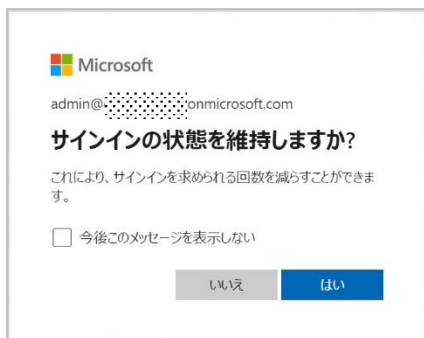 Microsoft
admin@onmicrosoft.com
サインインの状態を維持しますか?
これにより、サインインを求められる回数を減らすことができま
す。
今後このメッセージを表示しない
いいえ
はい